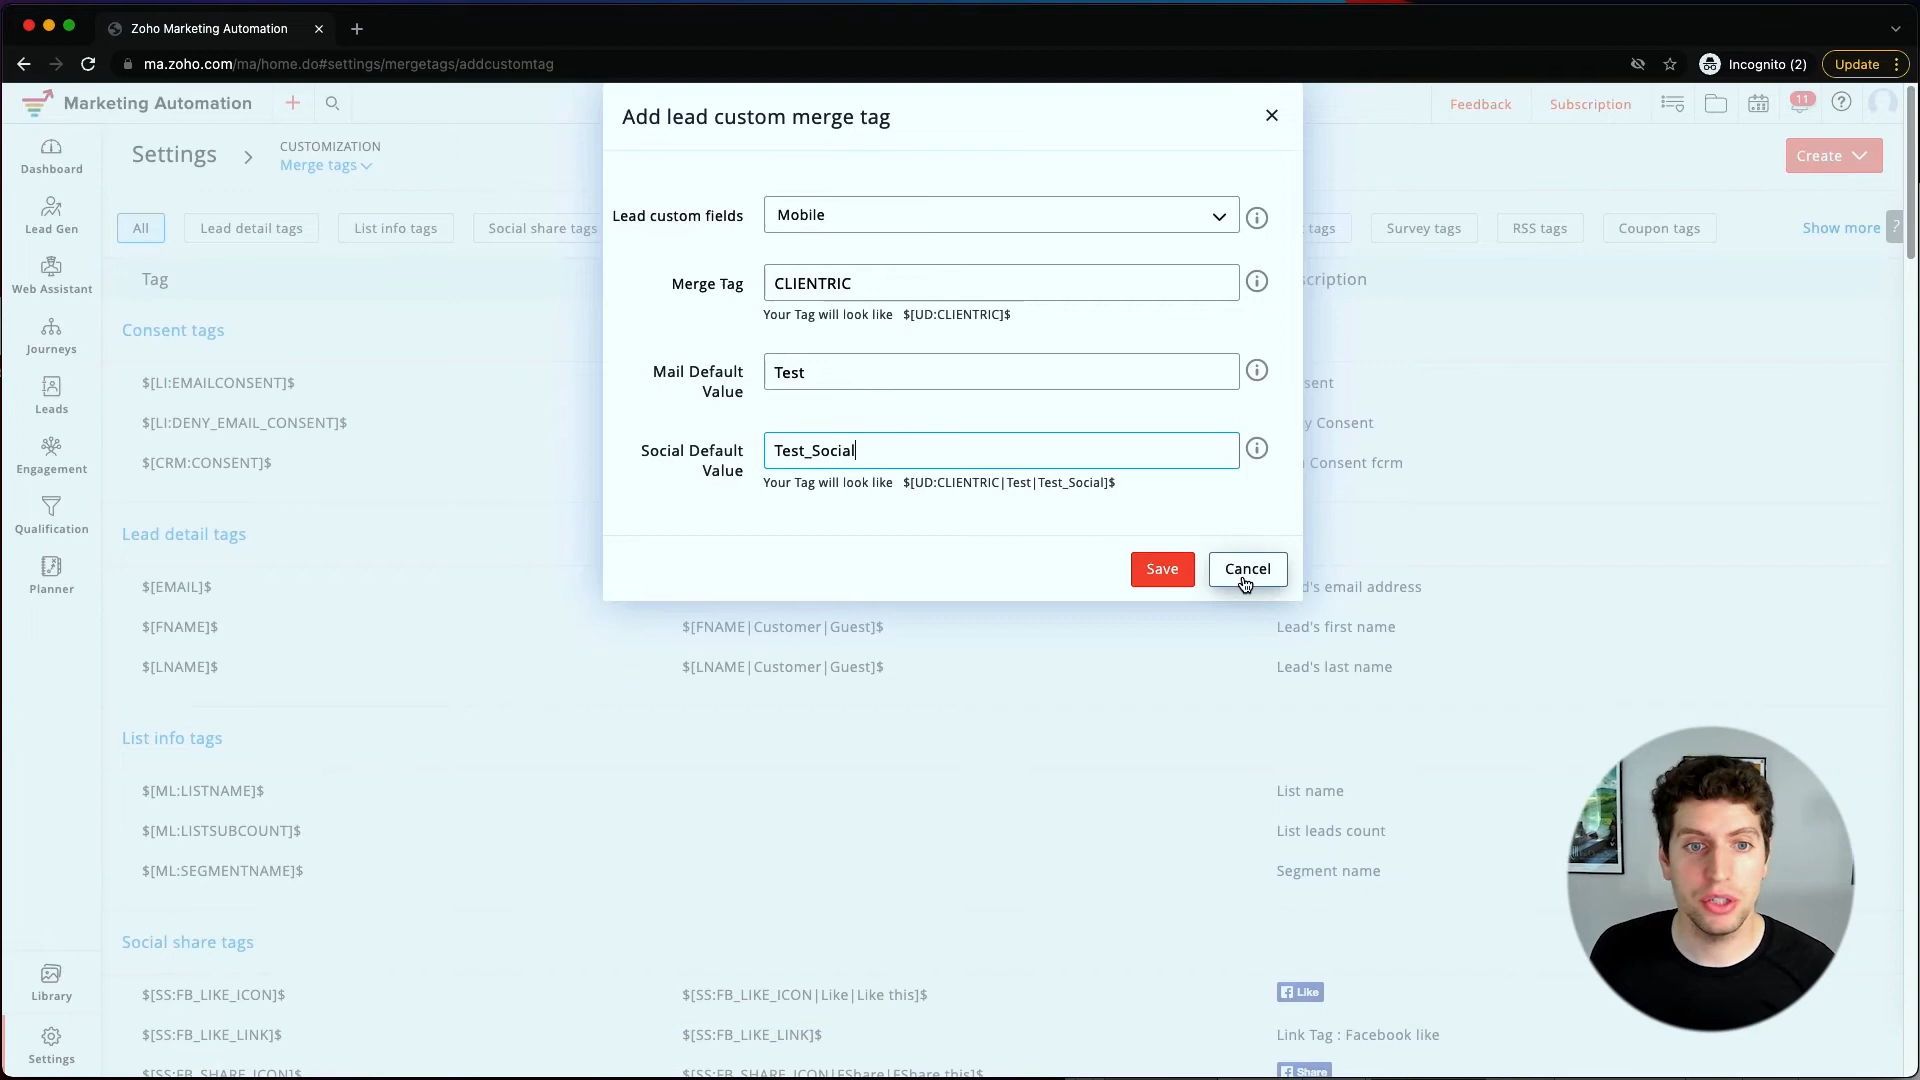 Zoho Marketing Automation
ma.zoho.com/ma/home.do#settings/mergetags/addcustomtag
Incognito (2)
Update
Marketing Automation
Feedback
Subscription
11
Dashboard
Lead Gen
Web Assistant
Journeys
Leads
Engagement
Qualification
Planner
Library
Settings
Settings
CUSTOMIZATION
Merge tags
Create
All
Lead detail tags
List info tags
Social share tags
tags
Survey tags
RSS tags
Coupon tags
Show more
?
Add lead custom merge tag
Lead custom fields
Mobile
Merge Tag
CLIENTRIC
Your Tag will look like $[UD:CLIENTRIC]$
Mail Default
Value
Test
Social Default
Value
Test_Social
Your Tag will look like $[UD:CLIENTRIC|Test|Test_Social]$
Save
Cancel
Tag
cription
Consent tags
$[LI:EMAILCONSENT]$
sent
$[LI:DENY_EMAIL_CONSENT]$
y Consent
$[CRM:CONSENT]$
Consent fcrm
Lead detail tags
$[EMAIL]$
d's email address
$[FNAME]$
$[FNAME|Customer|Guest]$
Lead's first name
$[LNAME]$
$[LNAME|Customer|Guest]$
Lead's last name
List info tags
$[ML:LISTNAME]$
List name
$[ML:LISTSUBCOUNT]$
List leads count
$[ML:SEGMENTNAME]$
Segment name
Social share tags
$[SS:FB_LIKE_ICON]$
$[SS:FB_LIKE_ICON|Like|Like this]$
Like
$[SS:FB_LIKE_LINK]$
$[SS:FB_LIKE_LINK]$
Link Tag : Facebook like
$[SS:FB_SHARE_ICON]$
$[SS:FB_SHARE_ICON|FShare|FShare this]$
Share